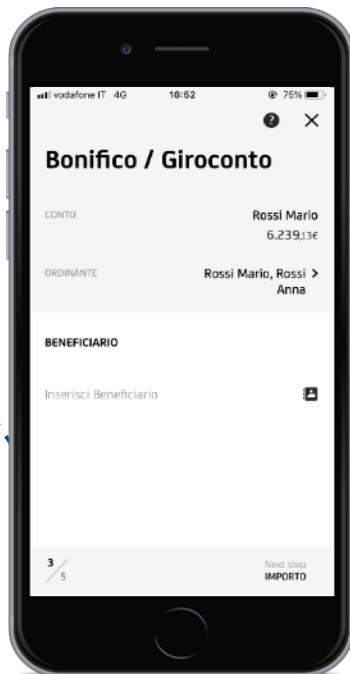 vodafone IT 4G 16:52 75%
?
Bonifico / Giroconto
CONTO Rossi Mario
6.239,13€
ORDINANTE Rossi Mario, Rossi >
Anna
BENEFICIARIO
Inserisci Beneficiario
3/5 Next step
IMPORTO